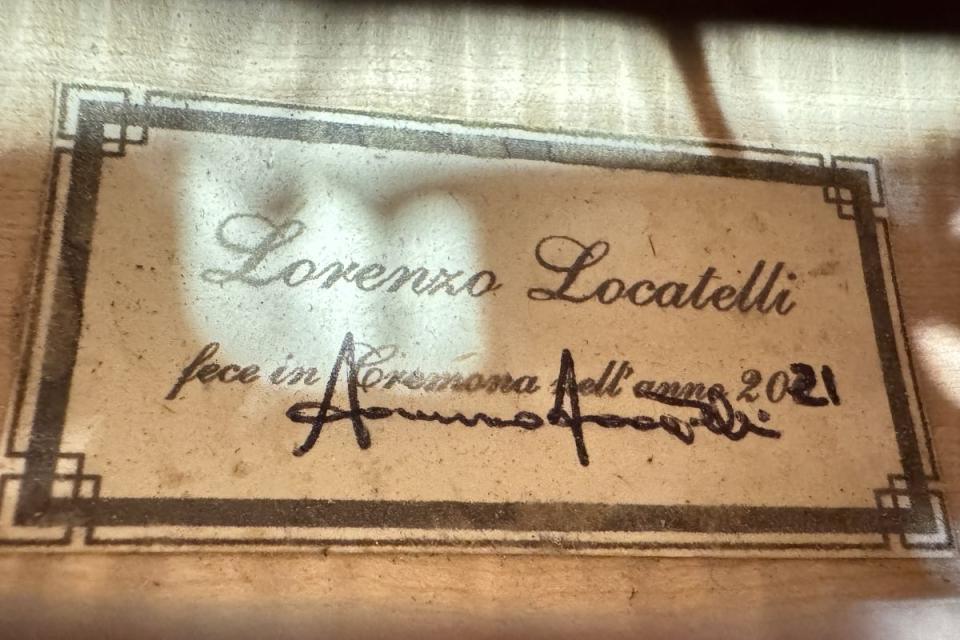 Lorenzo Locatelli
fece in Cremona nell'anno 2021